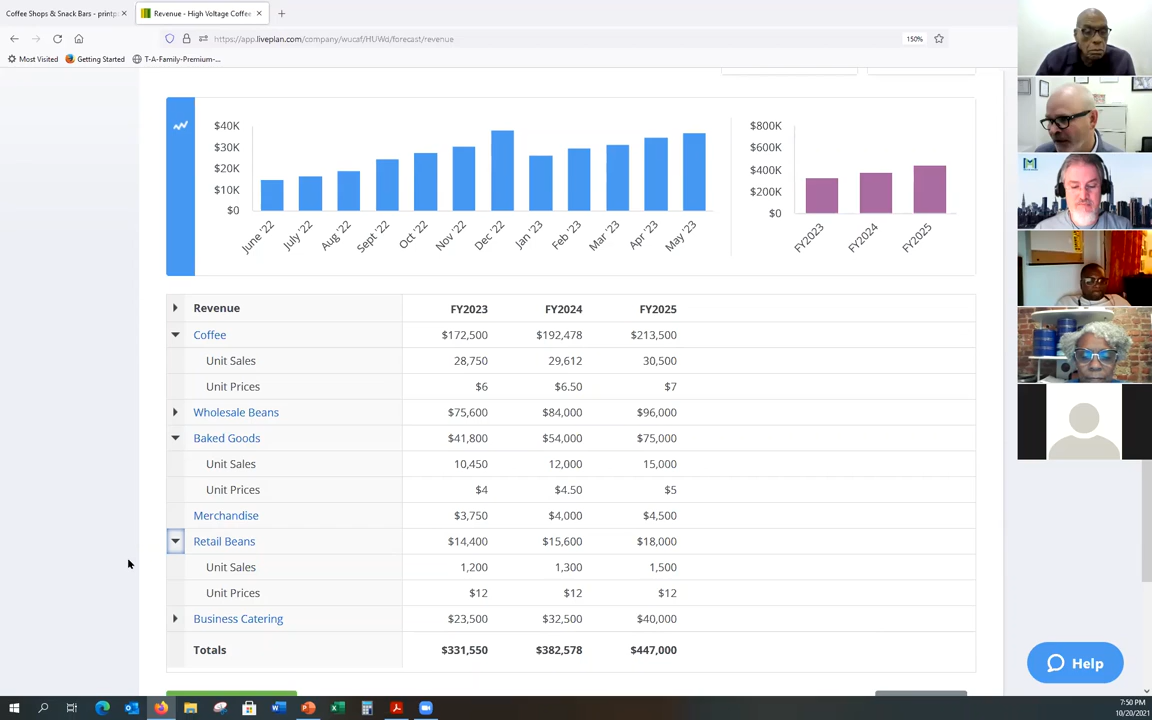 Coffee Shops & Snack Bars - printp
Revenue - High Voltage Coffee
https://app.liveplan.com/company/wucaf/HUWd/forecast/revenue
150%
Most Visited
Getting Started
T-A-Family-Premium-...
$40K
$30K
$20K
$10K
$0
June '22
July '22
Aug '22
Sept '22
Oct '22
Nov '22
Dec '22
Jan '23
Feb '23
Mar '23
Apr '23
May '23
$800K
$600K
$400K
$200K
$0
FY2023
FY2024
FY2025
Revenue FY2023 FY2024 FY2025
Coffee $172,500 $192,478 $213,500
Unit Sales 28,750 29,612 30,500
Unit Prices $6 $6.50 $7
Wholesale Beans $75,600 $84,000 $96,000
Baked Goods $41,800 $54,000 $75,000
Unit Sales 10,450 12,000 15,000
Unit Prices $4 $4.50 $5
Merchandise $3,750 $4,000 $4,500
Retail Beans $14,400 $15,600 $18,000
Unit Sales 1,200 1,300 1,500
Unit Prices $12 $12 $12
Business Catering $23,500 $32,500 $40,000
Totals $331,550 $382,578 $447,000
Help
7:50 PM
10/20/2021